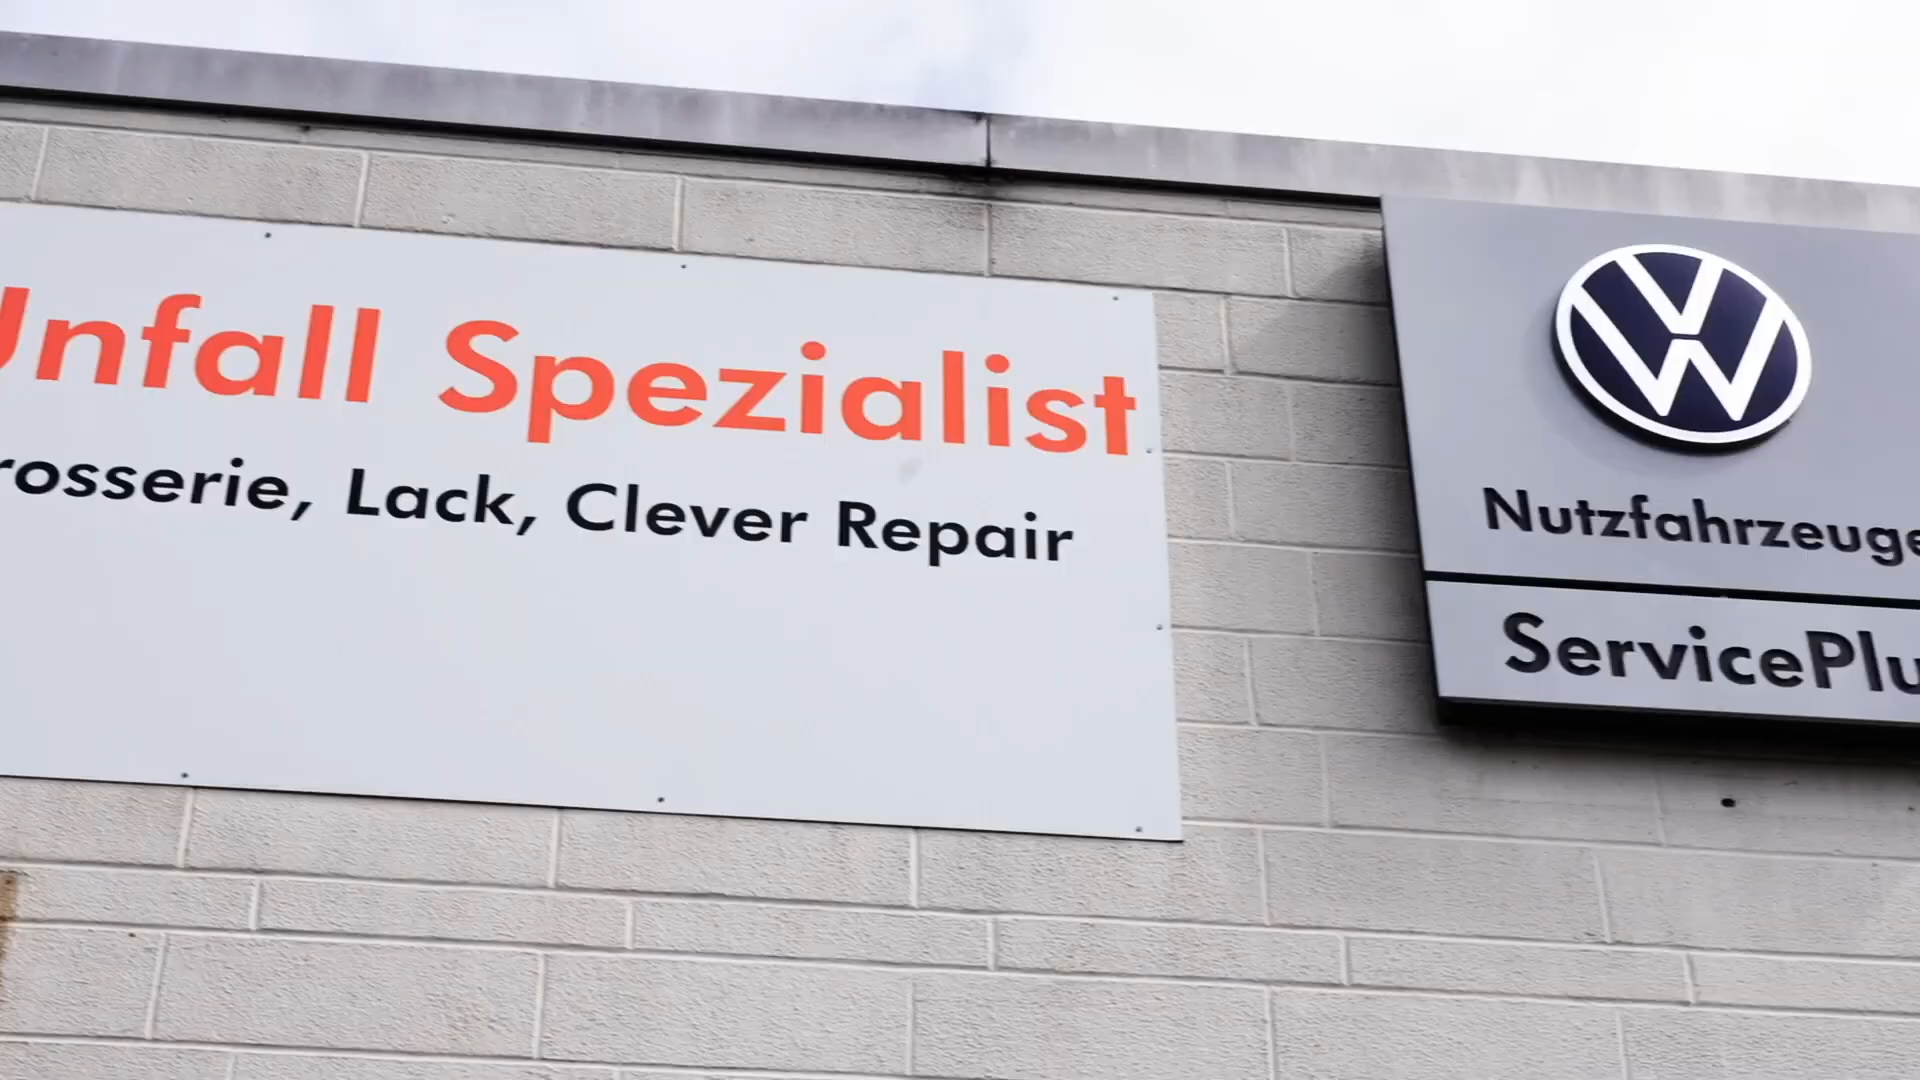 Unfall Spezialist
rosserie, Lack, Clever Repair
Nutzfahrzeuge
ServicePlu